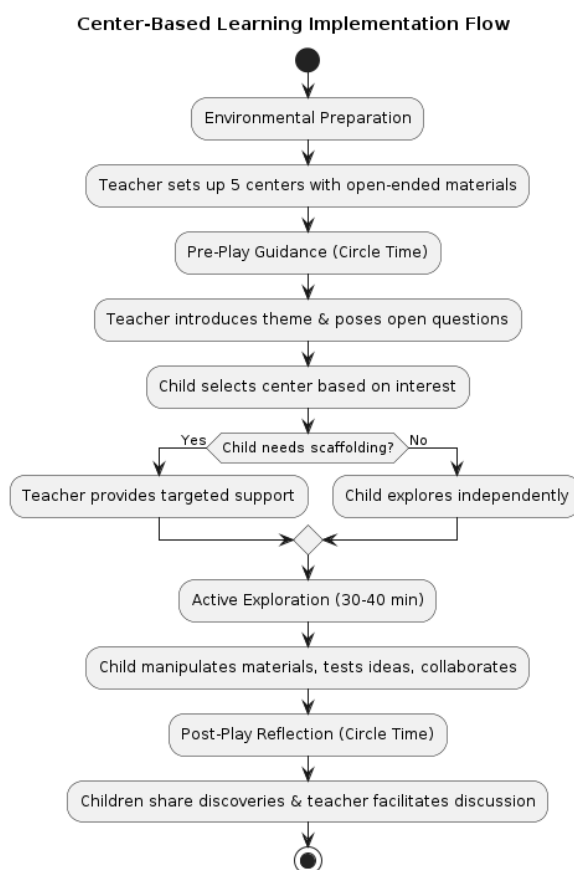 Center-Based Learning Implementation Flow
Environmental Preparation
Teacher sets up 5 centers with open-ended materials
Pre-Play Guidance (Circle Time)
Teacher introduces theme & poses open questions
Child selects center based on interest
Yes
Child needs scaffolding?
No
Teacher provides targeted support
Child explores independently
Active Exploration (30-40 min)
Child manipulates materials, tests ideas, collaborates
Post-Play Reflection (Circle Time)
Children share discoveries & teacher facilitates discussion